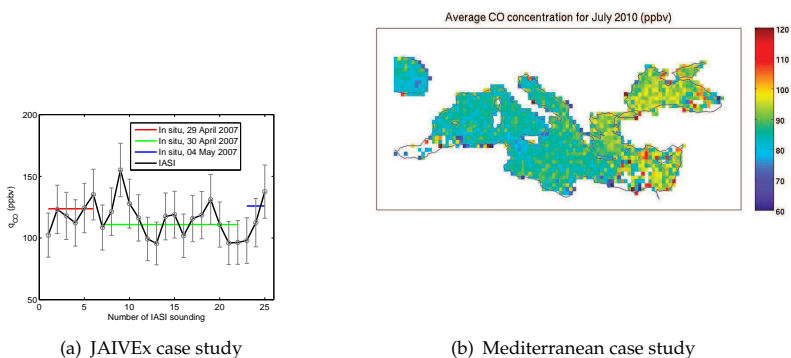 Average CO concentration for July 2010 (ppbv)
120
110
100
90
80
70
60
200
150
100
50
q_CO (ppbv)
In situ, 29 April 2007
In situ, 30 April 2007
In situ, 04 May 2007
IASI
0 5 10 15 20 25
Number of IASI sounding
(a) JAIVEx case study
(b) Mediterranean case study